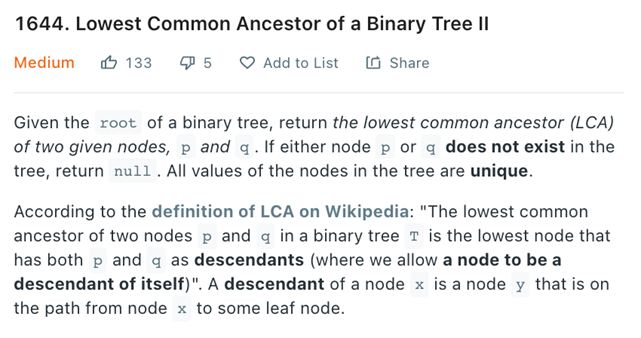 1644. Lowest Common Ancestor of a Binary Tree II
Medium 133 5 Add to List Share
Given the root of a binary tree, return the lowest common ancestor (LCA)
of two given nodes, p and q. If either node p or q does not exist in the
tree, return null. All values of the nodes in the tree are unique.
According to the definition of LCA on Wikipedia: "The lowest common
ancestor of two nodes p and q in a binary tree T is the lowest node that
has both p and q as descendants (where we allow a node to be a
descendant of itself)". A descendant of a node x is a node y that is on
the path from node x to some leaf node.